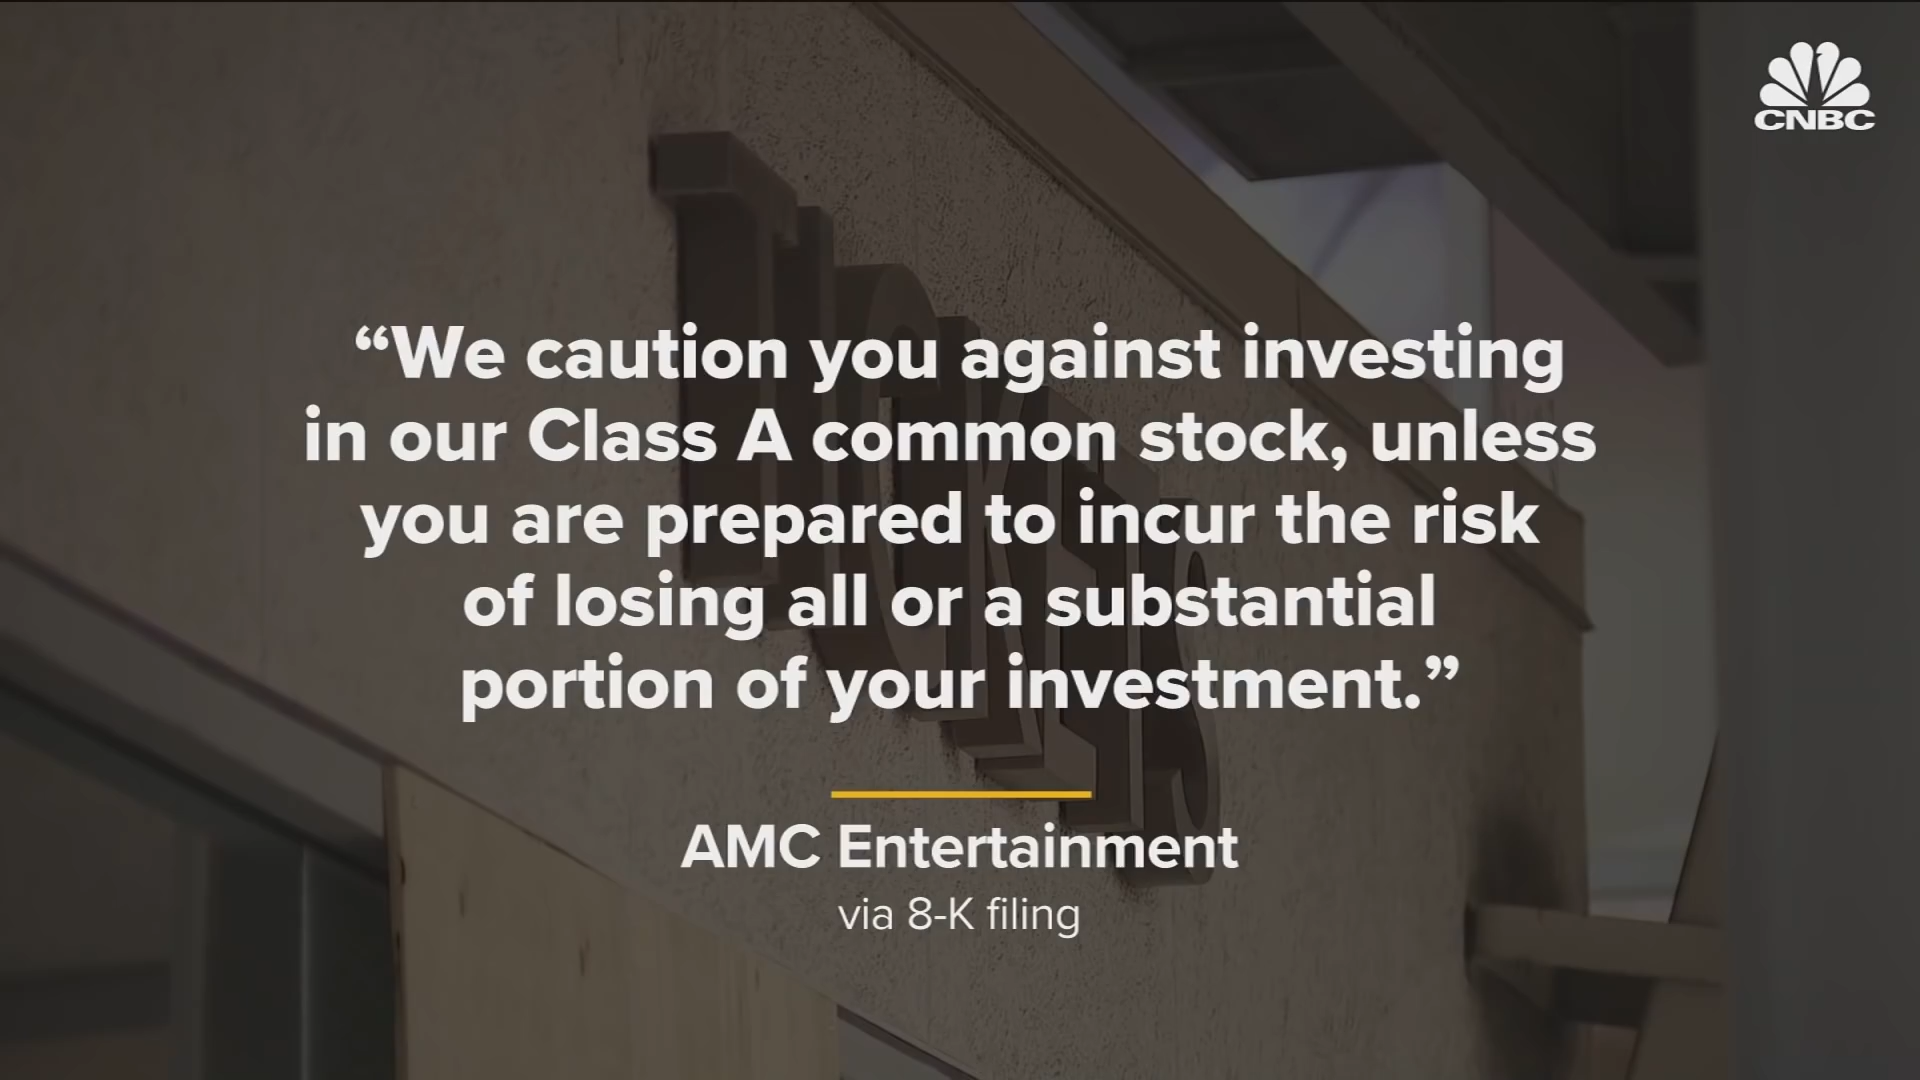 CNBC
TICKETS
“We caution you against investing
in our Class A common stock, unless
you are prepared to incur the risk
of losing all or a substantial
portion of your investment.”
AMC Entertainment
via 8-K filing